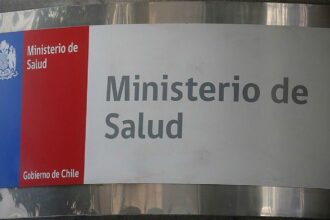 Ministerio de
Salud
Gobierno de Chile
Ministerio de
Salud